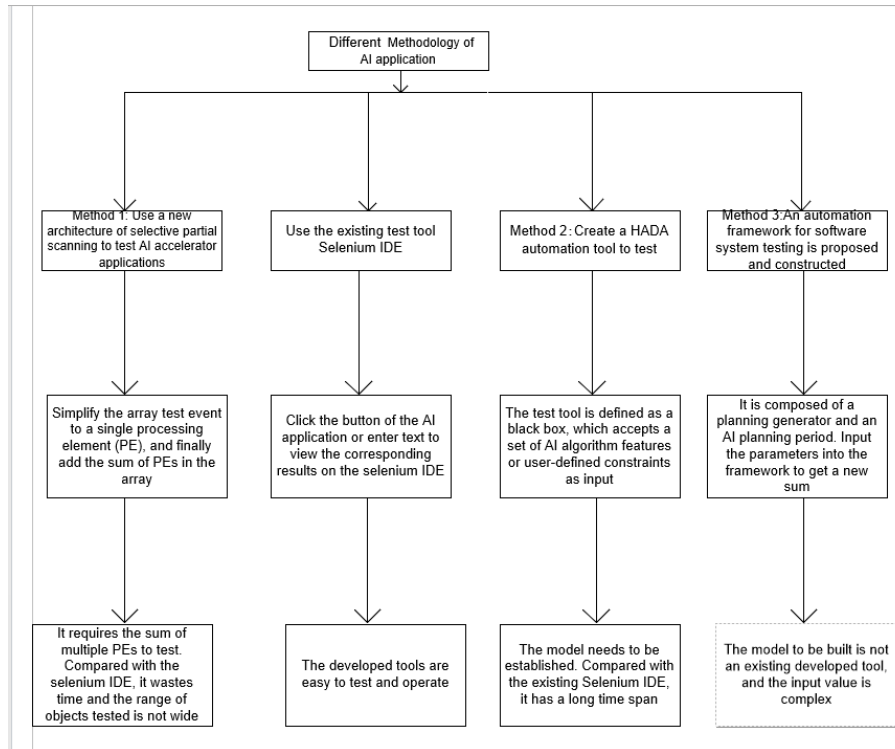 Different Methodology of
AI application
Method 1: Use a new
architecture of selective partial
scanning to test AI accelerator
applications
Use the existing test tool
Selenium IDE
Method 2: Create a HADA
automation tool to test
Method 3:An automation
framework for software
system testing is proposed
and constructed
Simplify the array test event
to a single processing
element (PE), and finally
add the sum of PEs in the
array
Click the button of the AI
application or enter text to
view the corresponding
results on the selenium IDE
The test tool is defined as a
black box, which accepts a
set of AI algorithm features
or user-defined constraints
as input
It is composed of a
planning generator and an
AI planning period. Input
the parameters into the
framework to get a new
sum
It requires the sum of
multiple PEs to test.
Compared with the
selenium IDE, it wastes
time and the range of
objects tested is not wide
The developed tools are
easy to test and operate
The model needs to be
established. Compared with
the existing Selenium IDE,
it has a long time span
The model to be built is not
an existing developed tool,
and the input value is
complex